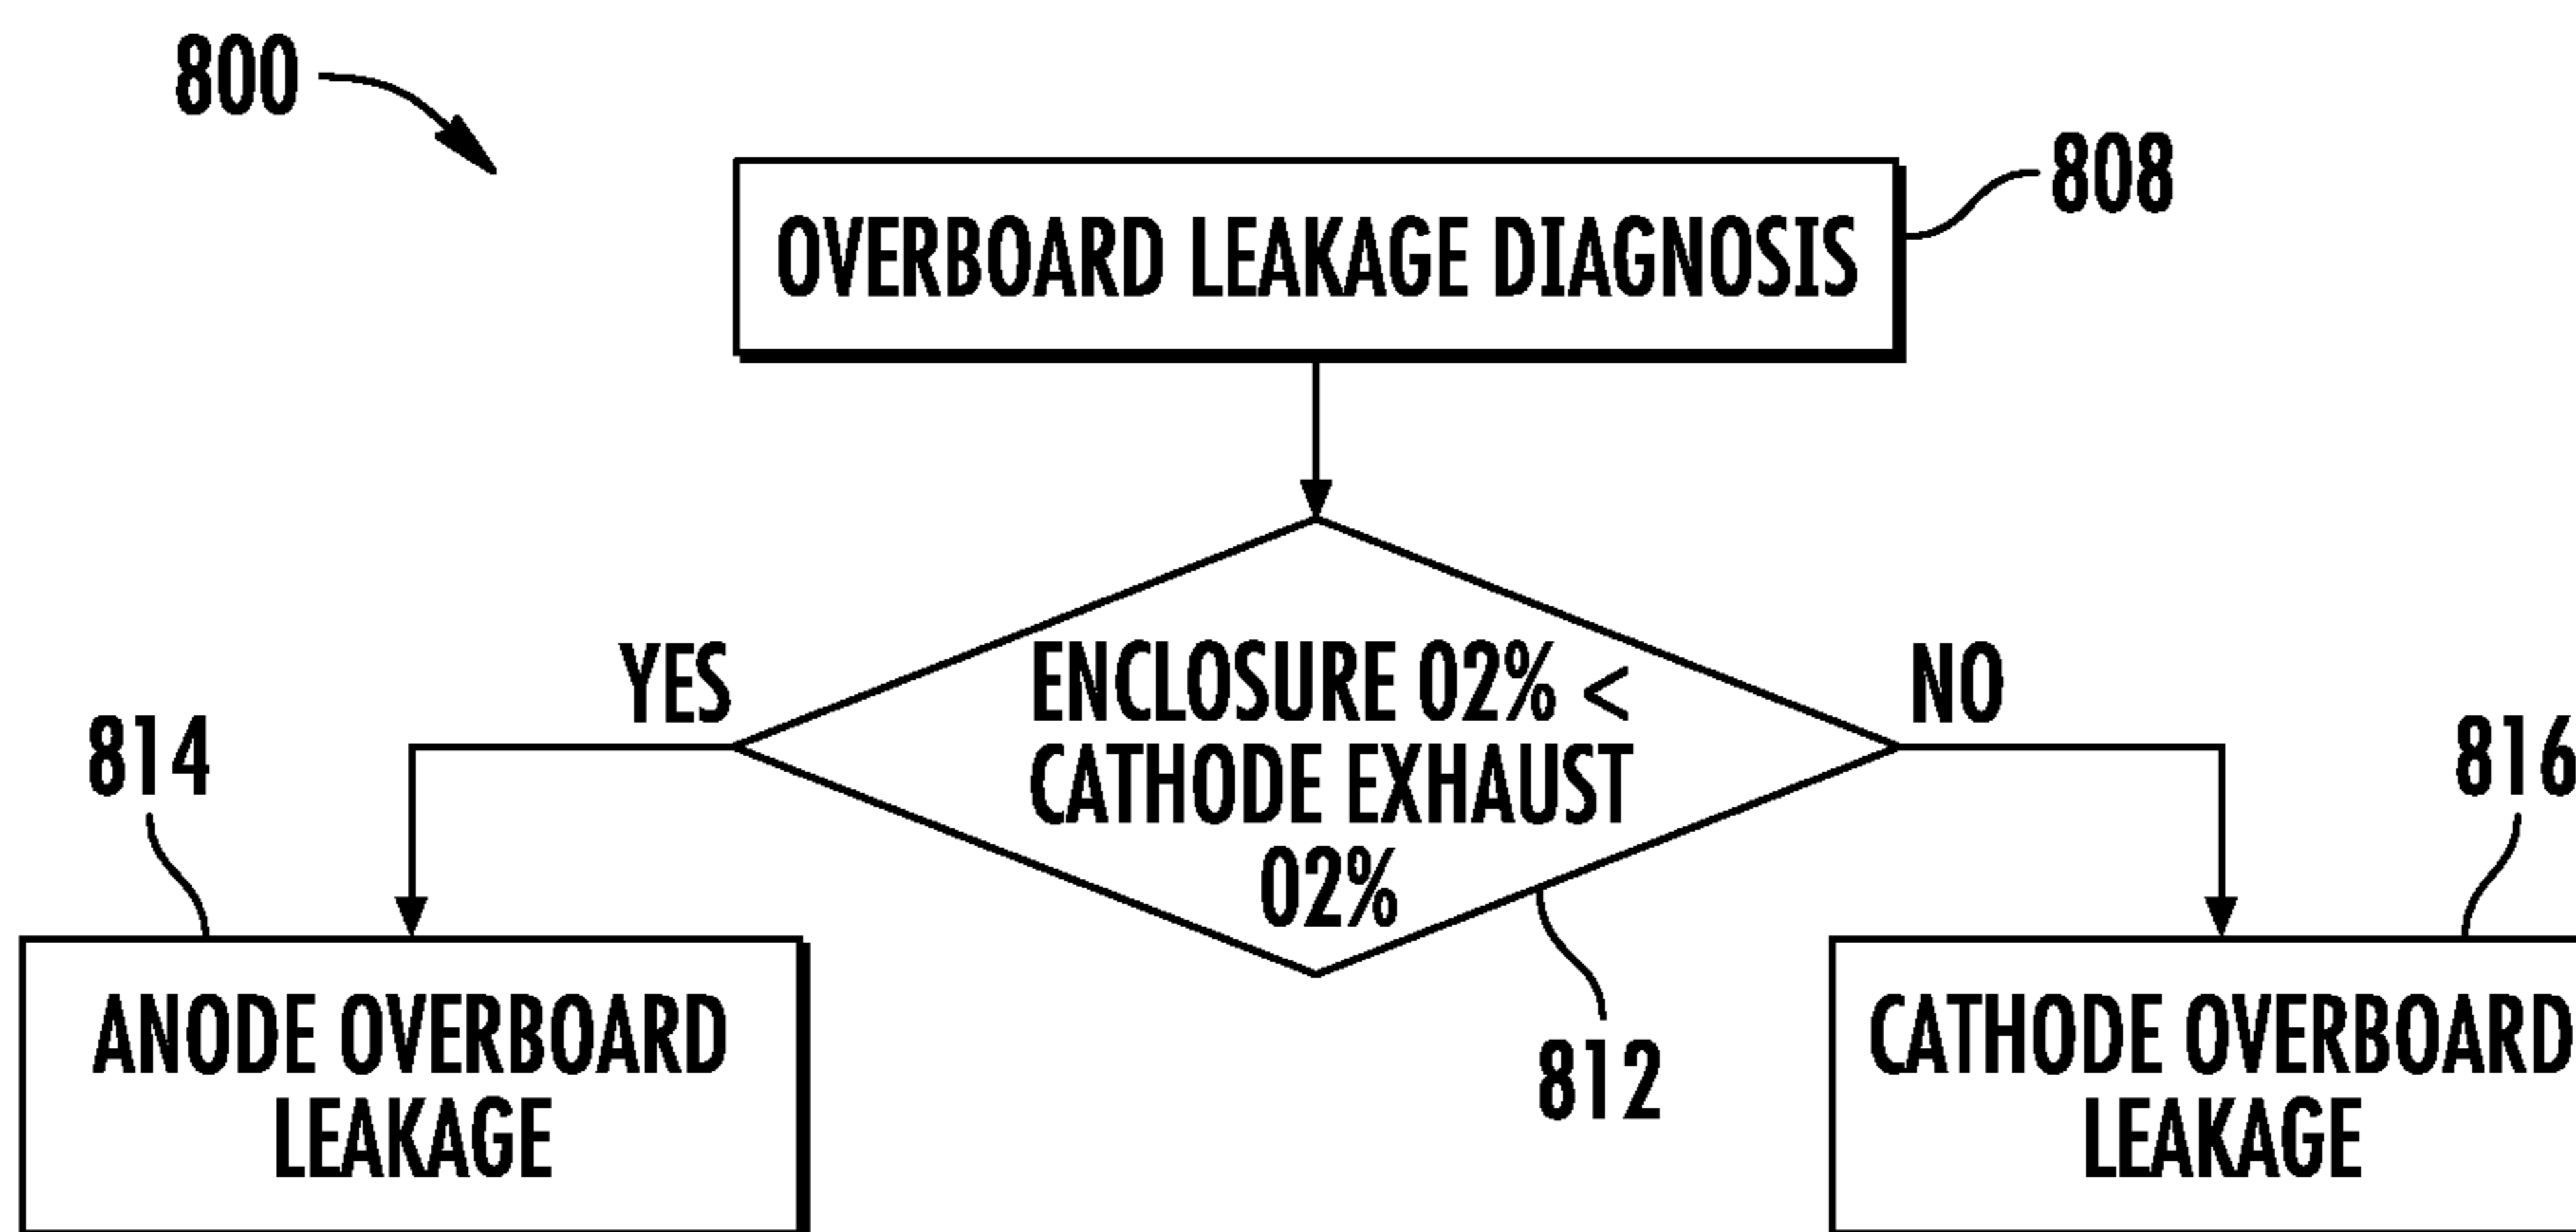 800
808
OVERBOARD LEAKAGE DIAGNOSIS
YES
NO
ENCLOSURE 02% <
CATHODE EXHAUST
02%
814
816
812
ANODE OVERBOARD
LEAKAGE
CATHODE OVERBOARD
LEAKAGE